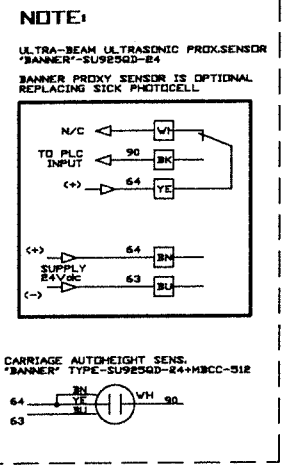 NOTE:
ULTRA-BEAM ULTRASONIC PROX.SENSOR
"BANNER"-SU925QD-24
BANNER PROXY SENSOR IS OPTIONAL
REPLACING SICK PHOTOCELL
N/C WH
TO PLC INPUT 90 BK
(+) 64 YE
(+) 64 BN
SUPPLY
24Vdc 63 BU
(-)
CARRIAGE AUTOHEIGHT SENS.
"BANNER" TYPE-SU925QD-24+MBCC-512
BN
64 YE WH 90
BU
63